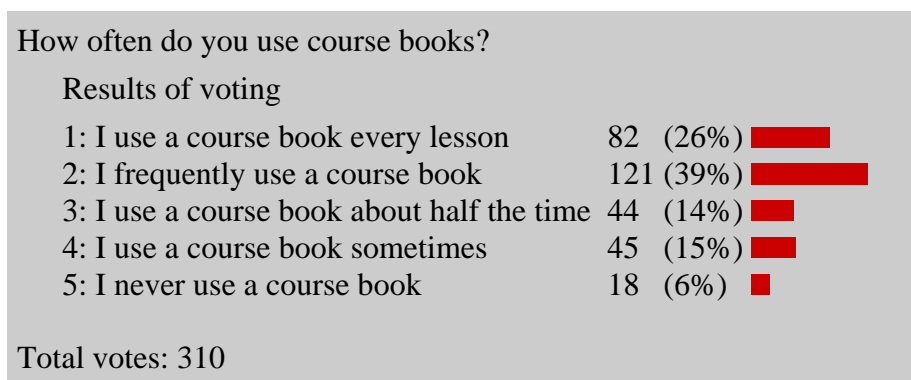 How often do you use course books?
Results of voting
1: I use a course book every lesson 82 (26%)
2: I frequently use a course book 121 (39%)
3: I use a course book about half the time 44 (14%)
4: I use a course book sometimes 45 (15%)
5: I never use a course book 18 (6%)
Total votes: 310